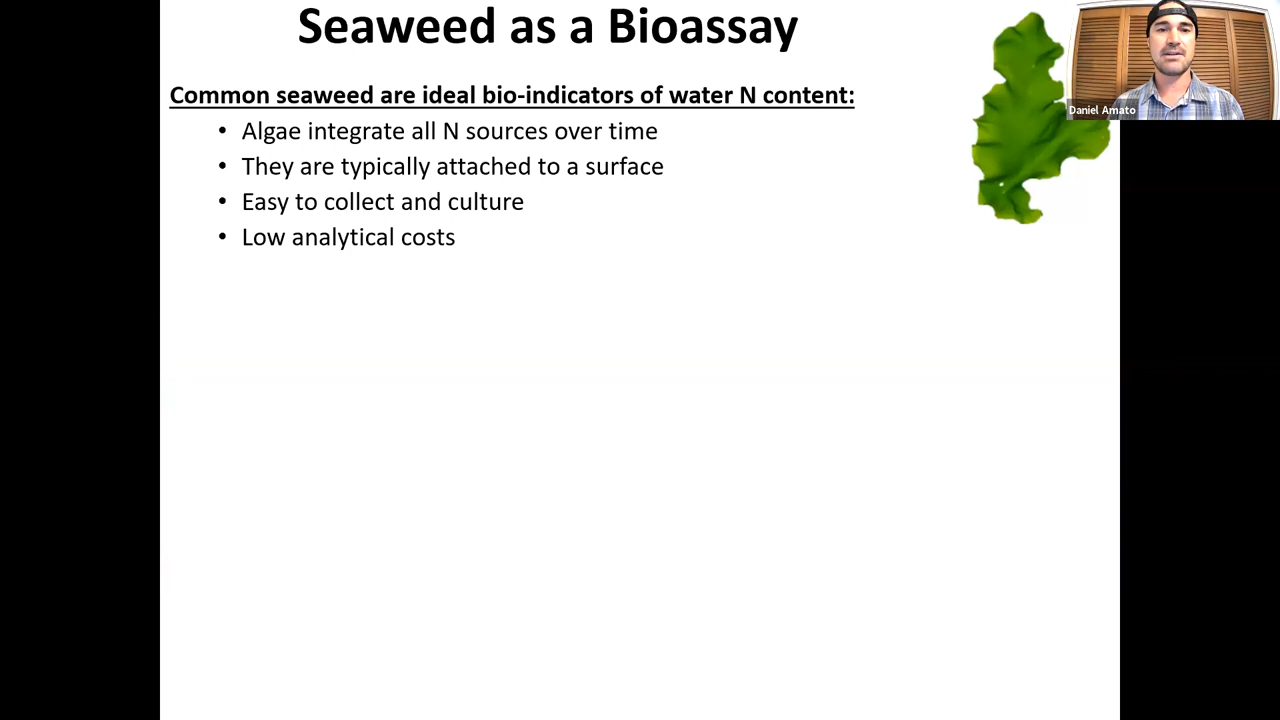 Seaweed as a Bioassay
Daniel Amato
Common seaweed are ideal bio-indicators of water N content:
• Algae integrate all N sources over time
• They are typically attached to a surface
• Easy to collect and culture
• Low analytical costs